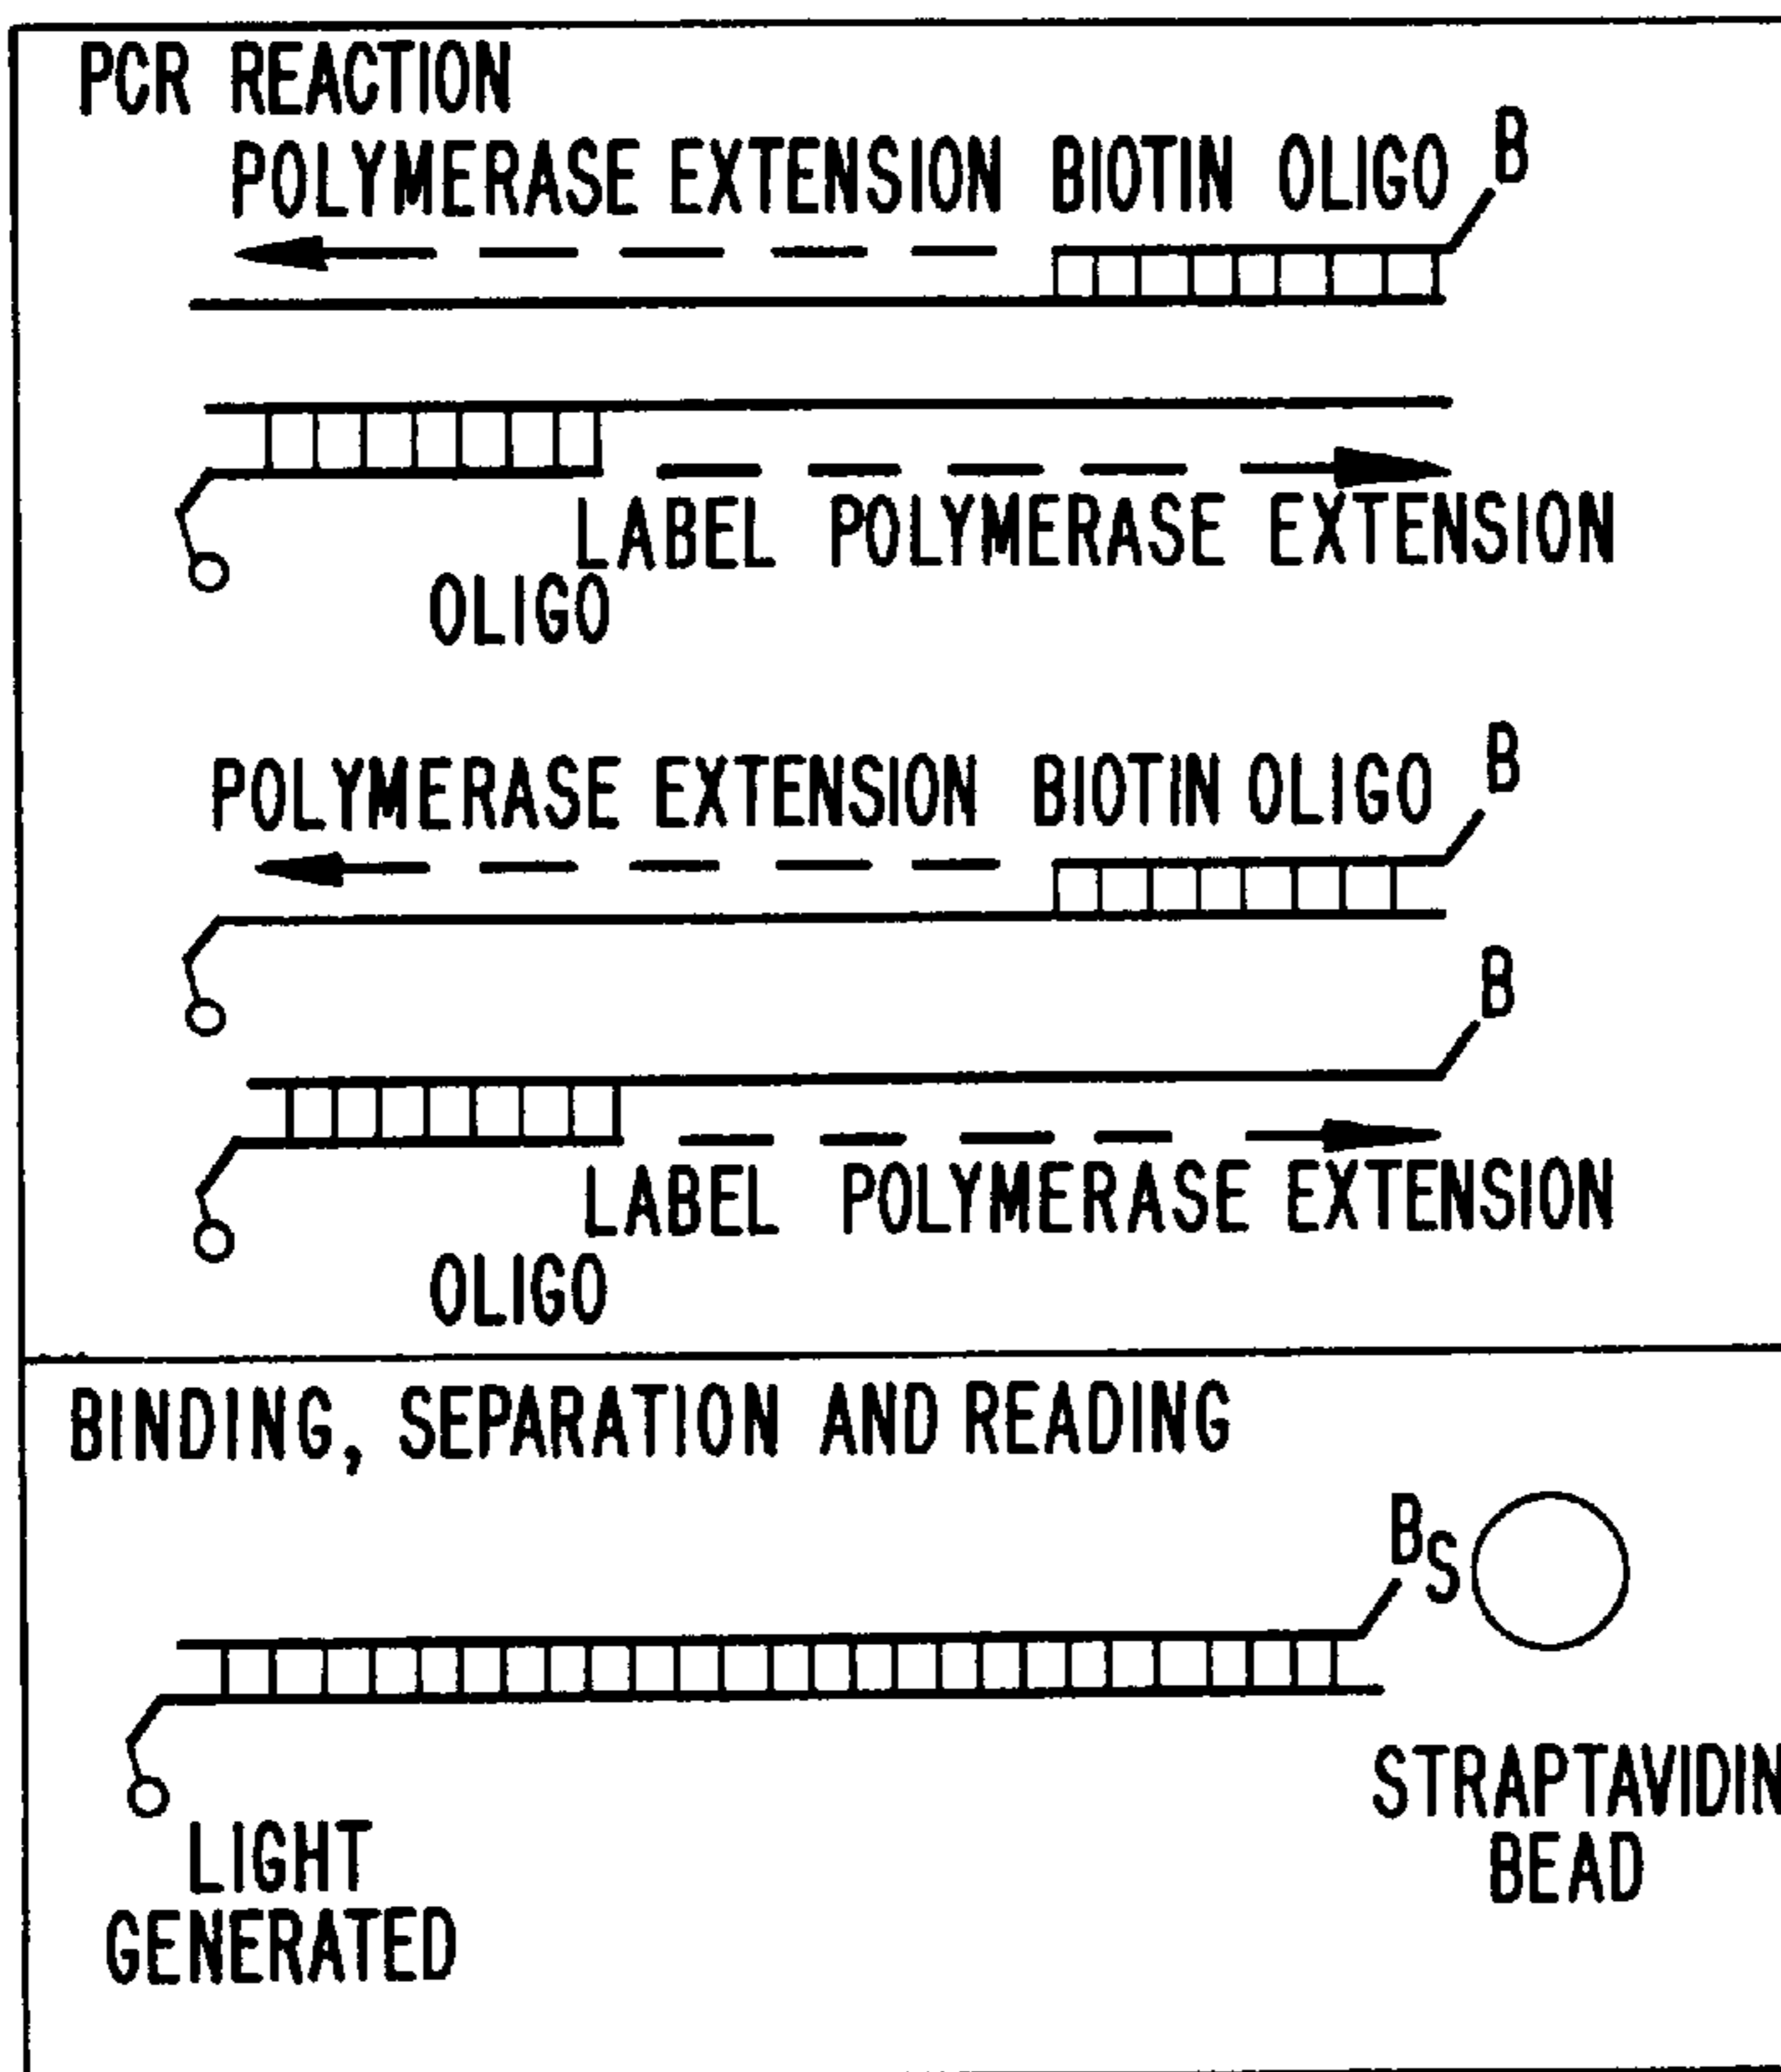 PCR REACTION
B
POLYMERASE EXTENSION BIOTIN OLIGO
LABEL POLYMERASE EXTENSION
OLIGO
B
POLYMERASE EXTENSION BIOTIN OLIGO
B
LABEL POLYMERASE EXTENSION
OLIGO
BINDING, SEPARATION AND READING
B
S
STRAPTAVIDIN
BEAD
LIGHT
GENERATED